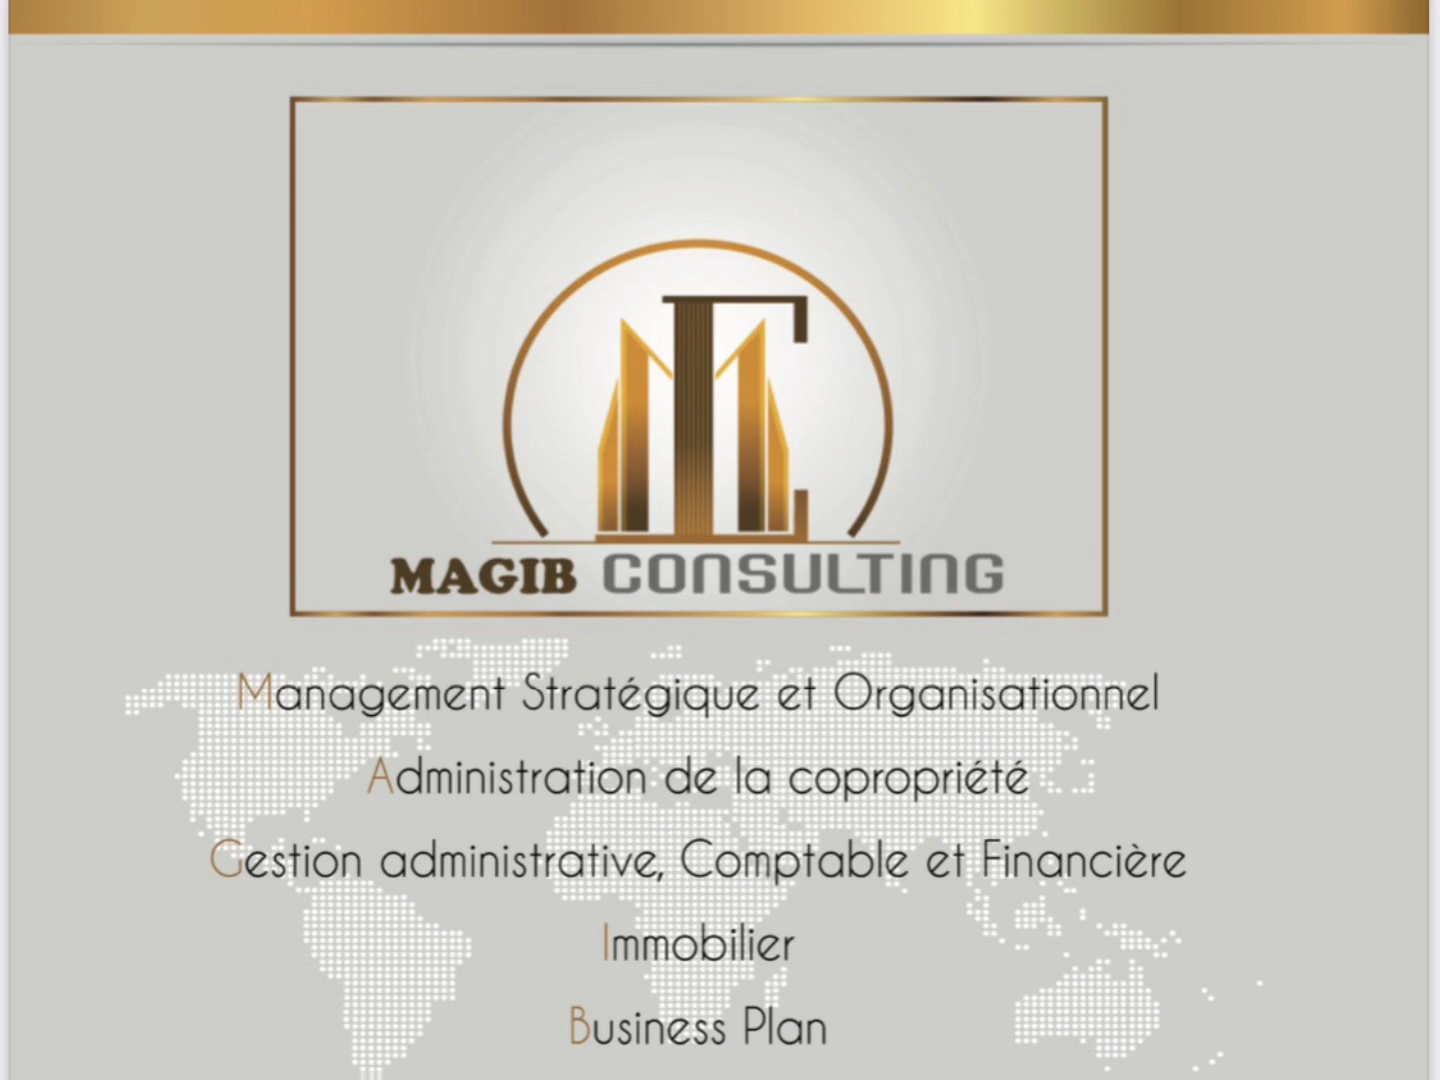 MAGIB CONSULTING
Management Stratégique et Organisationnel
Administration de la copropriété
Gestion administrative, Comptable et Financière
Immobilier
Business Plan